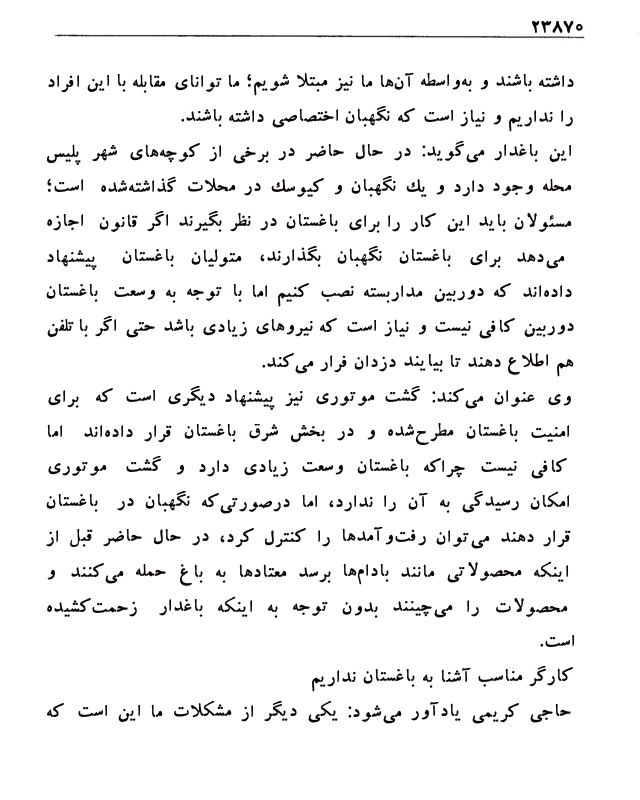 ۲۳۸۷۰
داشته باشند و به‌واسطه آن‌ها ما نیز مبتلا شویم؛ ما توانای مقابله با این افراد
را نداریم و نیاز است که نگهبان اختصاصی داشته باشند.
این باغدار می‌گوید: در حال حاضر در برخی از کوچه‌های شهر پلیس
محله وجود دارد و یك نگهبان و کیوسك در محلات گذاشته‌شده است؛
مسئولان باید این کار را برای باغستان در نظر بگیرند اگر قانون اجازه
می‌دهد برای باغستان نگهبان بگذارند، متولیان باغستان پیشنهاد
داده‌اند که دوربین مداربسته نصب کنیم اما با توجه به وسعت باغستان
دوربین کافی نیست و نیاز است که نیروهای زیادی باشد حتی اگر با تلفن
هم اطلاع دهند تا بیایند دزدان فرار می‌کند.
وی عنوان می‌کند: گشت موتوری نیز پیشنهاد دیگری است که برای
امنیت باغستان مطرح‌شده و در بخش شرق باغستان قرار داده‌اند اما
کافی نیست چراکه باغستان وسعت زیادی دارد و گشت موتوری
امکان رسیدگی به آن را ندارد، اما درصورتی‌که نگهبان در باغستان
قرار دهند می‌توان رفت‌وآمدها را کنترل کرد، در حال حاضر قبل از
اینکه محصولاتی مانند بادام‌ها برسد معتادها به باغ حمله می‌کنند و
محصولات را می‌چینند بدون توجه به اینکه باغدار زحمت‌کشیده
است.
کارگر مناسب آشنا به باغستان نداریم
حاجی کریمی یادآور می‌شود: یکی دیگر از مشکلات ما این است که